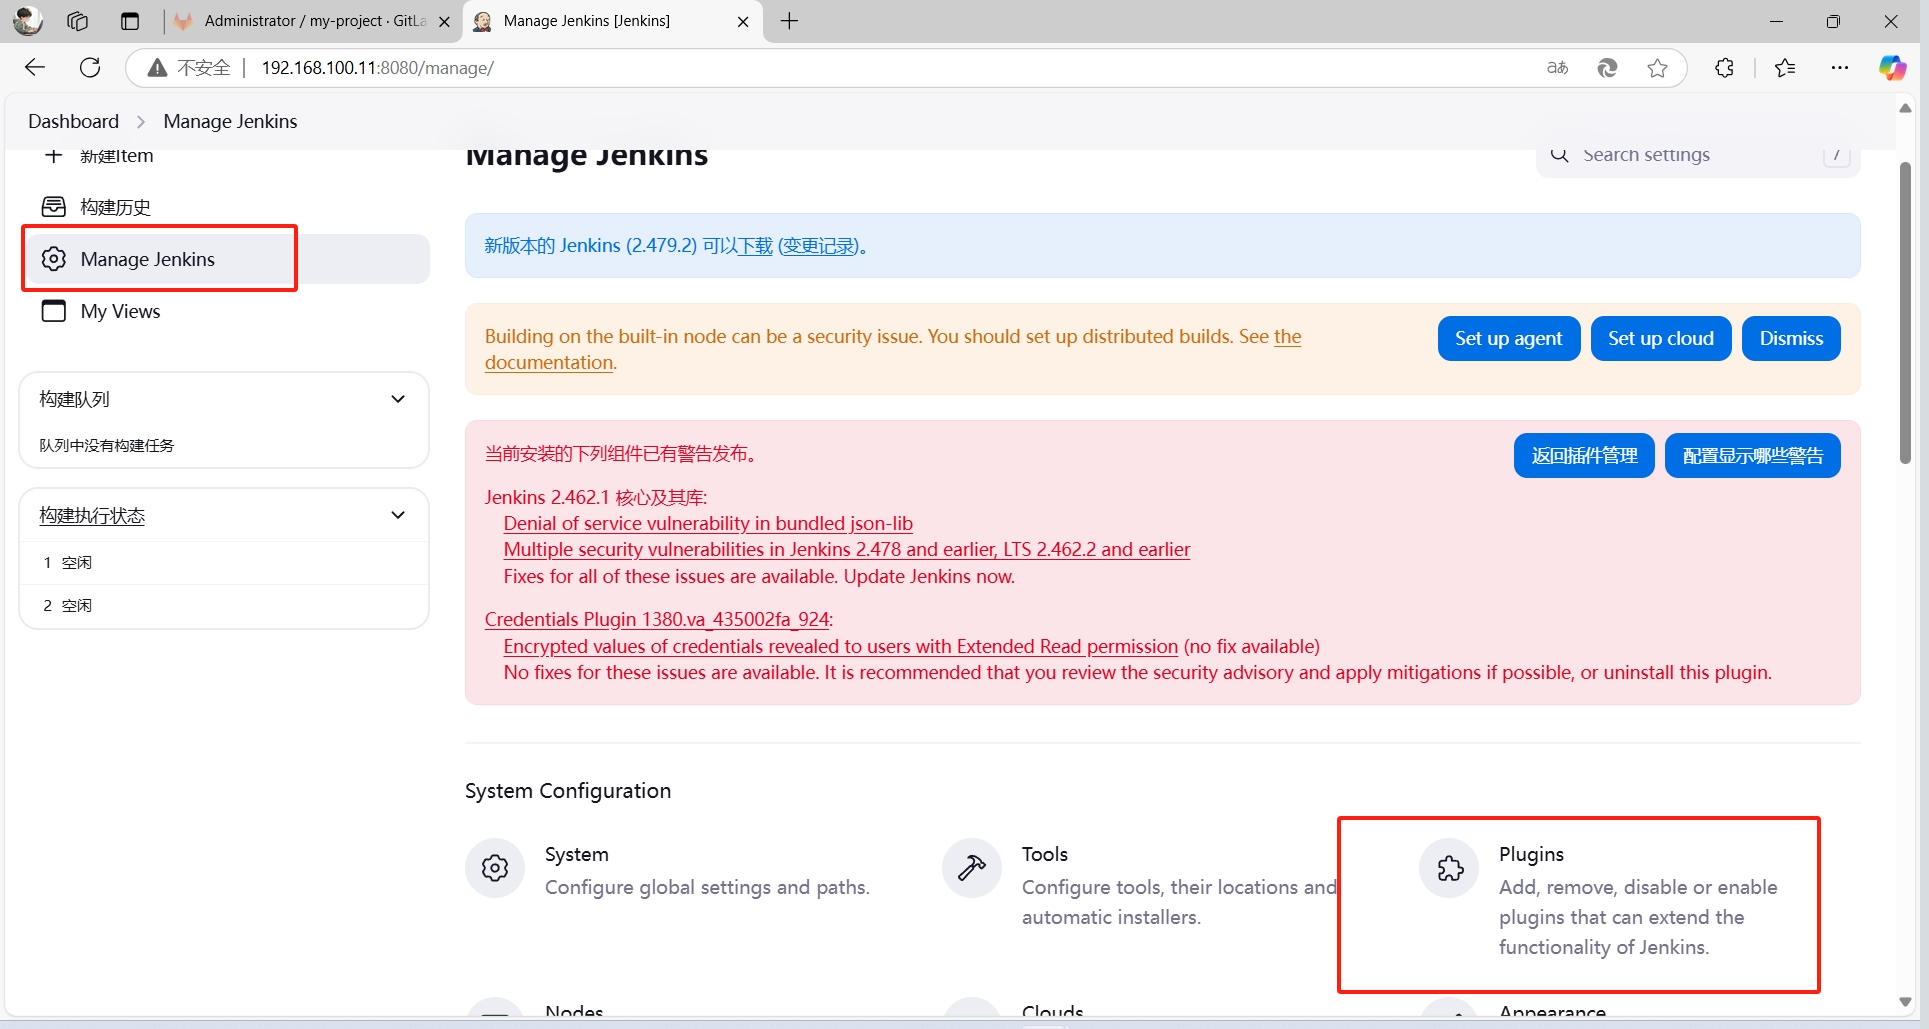 Administrator / my-project · GitLa
Manage Jenkins [Jenkins]
不安全
192.168.100.11:8080/manage/
aあ
Dashboard
Manage Jenkins
新建Item
构建历史
Manage Jenkins
My Views
构建队列
队列中没有构建任务
构建执行状态
1 空闲
2 空闲
Manage Jenkins
Search settings
/
新版本的 Jenkins (2.479.2) 可以下载 (变更记录)。
Building on the built-in node can be a security issue. You should set up distributed builds. See the
documentation.
Set up agent
Set up cloud
Dismiss
当前安装的下列组件已有警告发布。
返回插件管理
配置显示哪些警告
Jenkins 2.462.1 核心及其库:
Denial of service vulnerability in bundled json-lib
Multiple security vulnerabilities in Jenkins 2.478 and earlier, LTS 2.462.2 and earlier
Fixes for all of these issues are available. Update Jenkins now.
Credentials Plugin 1380.va_435002fa_924:
Encrypted values of credentials revealed to users with Extended Read permission (no fix available)
No fixes for these issues are available. It is recommended that you review the security advisory and apply mitigations if possible, or uninstall this plugin.
System Configuration
System
Configure global settings and paths.
Tools
Configure tools, their locations and
automatic installers.
Plugins
Add, remove, disable or enable
plugins that can extend the
functionality of Jenkins.
Nodes
Clouds
Appearance